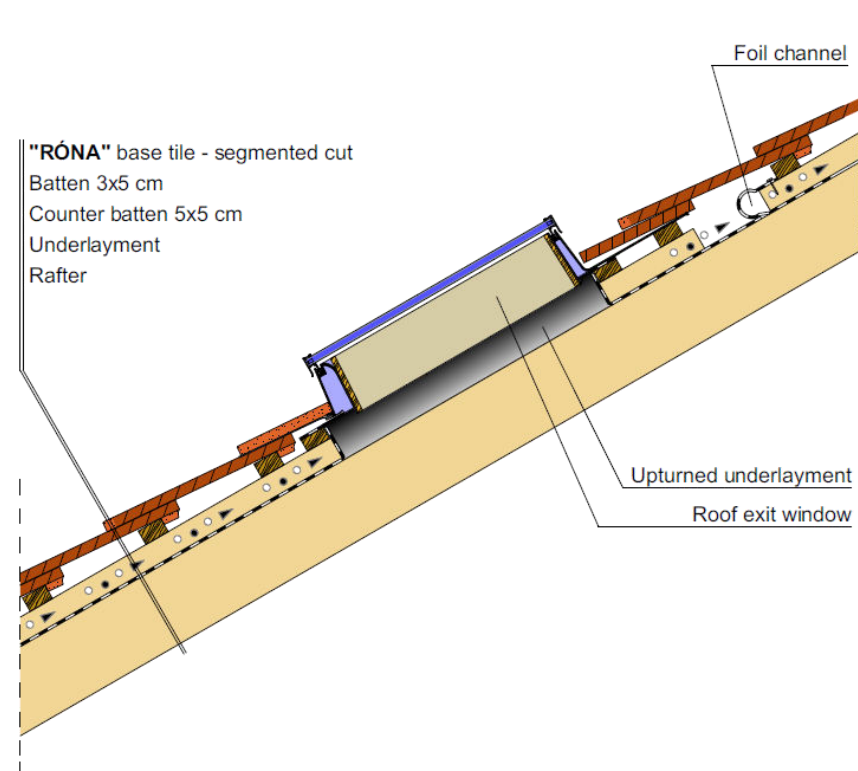 Foil channel
"RÓNA" base tile - segmented cut
Batten 3x5 cm
Counter batten 5x5 cm
Underlayment
Rafter
Upturned underlayment
Roof exit window